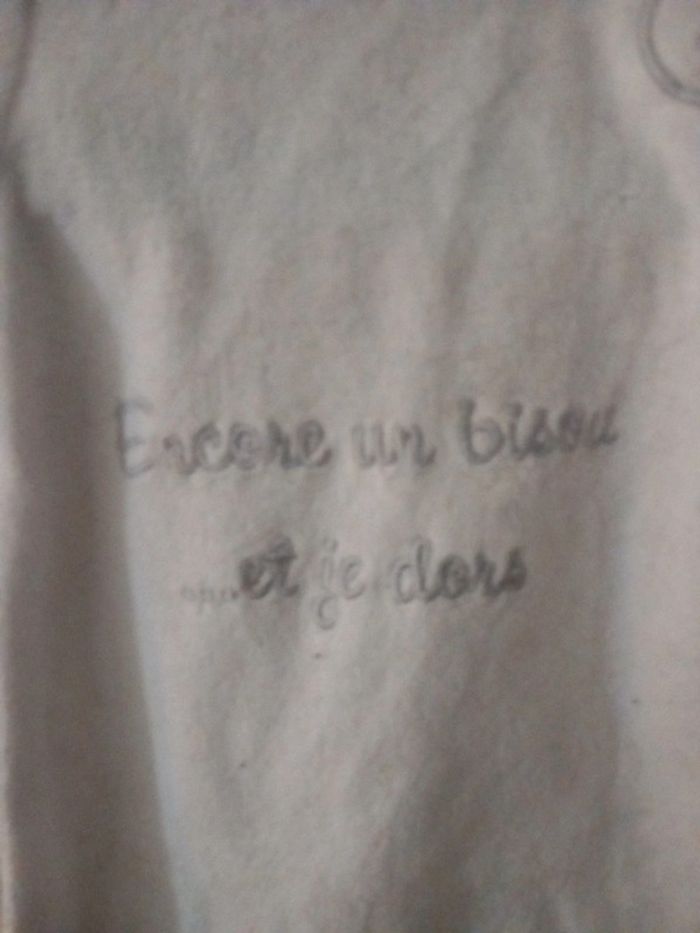 Encore un bisou
....et je dors